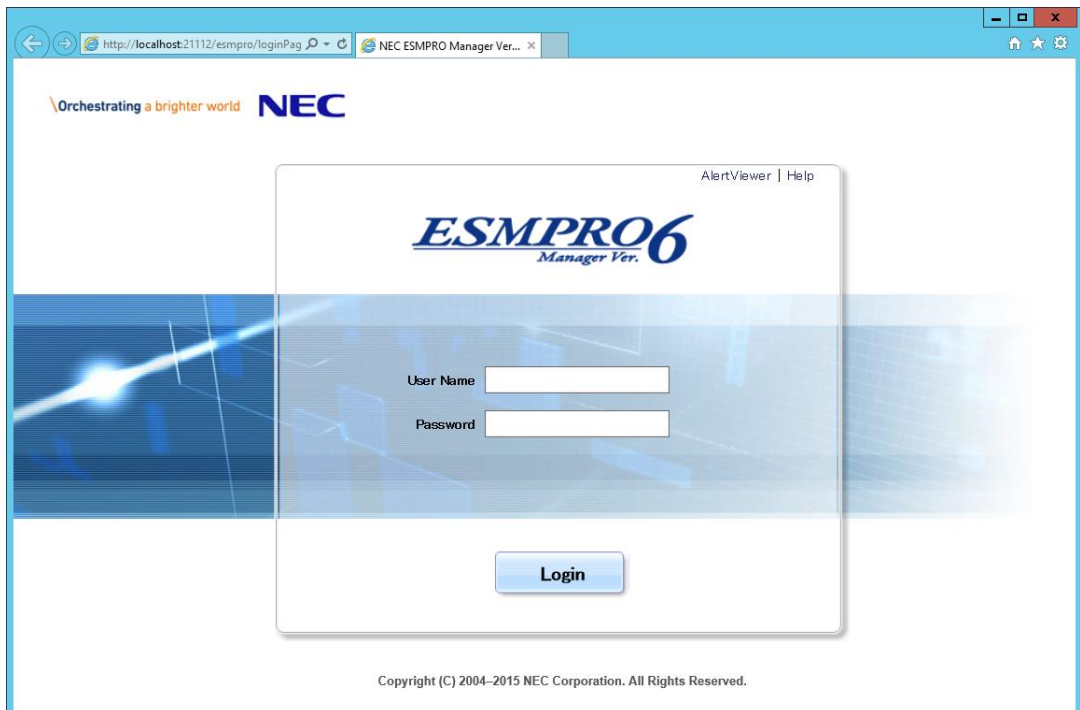 http://localhost:21112/esmpro/loginPag
NEC ESMPRO Manager Ver...
\Orchestrating a brighter world NEC
AlertViewer | Help
ESMPRO6
Manager Ver.
User Name
Password
Login
Copyright (C) 2004–2015 NEC Corporation. All Rights Reserved.